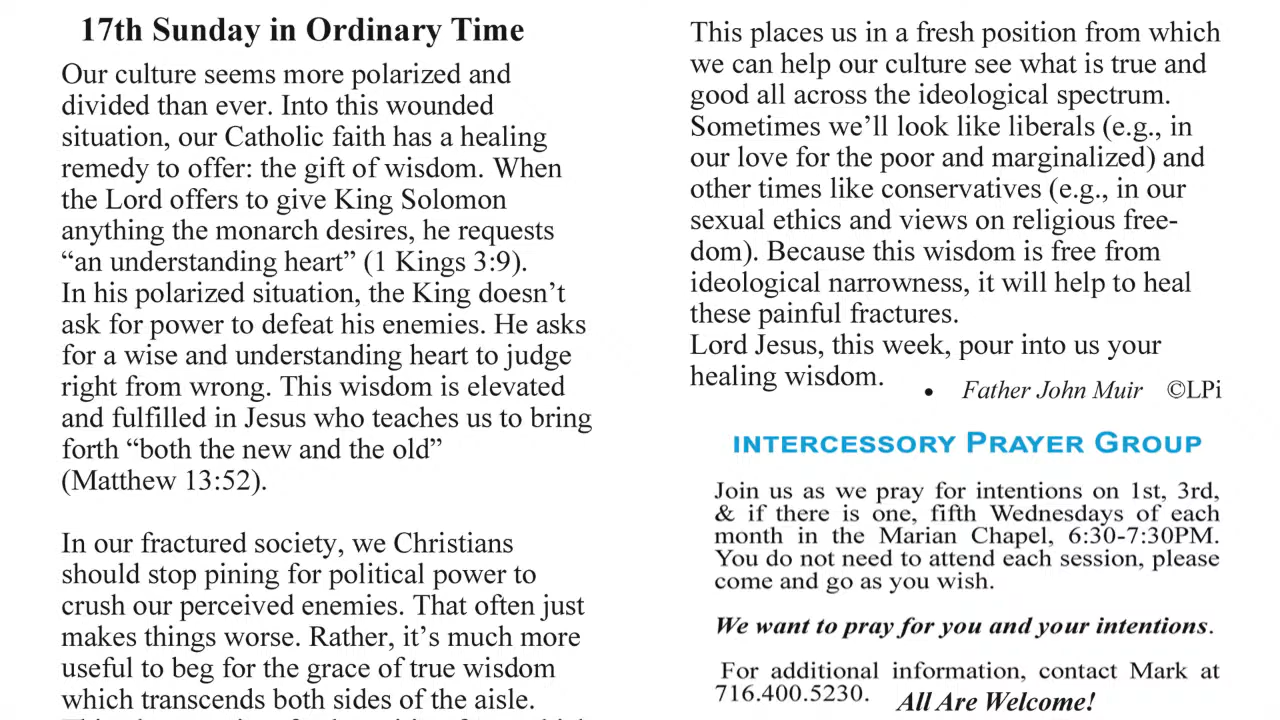 17th Sunday in Ordinary Time
Our culture seems more polarized and
divided than ever. Into this wounded
situation, our Catholic faith has a healing
remedy to offer: the gift of wisdom. When
the Lord offers to give King Solomon
anything the monarch desires, he requests
“an understanding heart” (1 Kings 3:9).
In his polarized situation, the King doesn’t
ask for power to defeat his enemies. He asks
for a wise and understanding heart to judge
right from wrong. This wisdom is elevated
and fulfilled in Jesus who teaches us to bring
forth “both the new and the old”
(Matthew 13:52).
In our fractured society, we Christians
should stop pining for political power to
crush our perceived enemies. That often just
makes things worse. Rather, it’s much more
useful to beg for the grace of true wisdom
which transcends both sides of the aisle.
This places us in a fresh position from which
we can help our culture see what is true and
good all across the ideological spectrum.
Sometimes we’ll look like liberals (e.g., in
our love for the poor and marginalized) and
other times like conservatives (e.g., in our
sexual ethics and views on religious free-
dom). Because this wisdom is free from
ideological narrowness, it will help to heal
these painful fractures.
Lord Jesus, this week, pour into us your
healing wisdom.
• Father John Muir ©LPi
INTERCESSORY PRAYER GROUP
Join us as we pray for intentions on 1st, 3rd,
& if there is one, fifth Wednesdays of each
month in the Marian Chapel, 6:30-7:30PM.
You do not need to attend each session, please
come and go as you wish.
We want to pray for you and your intentions.
For additional information, contact Mark at
716.400.5230. All Are Welcome!